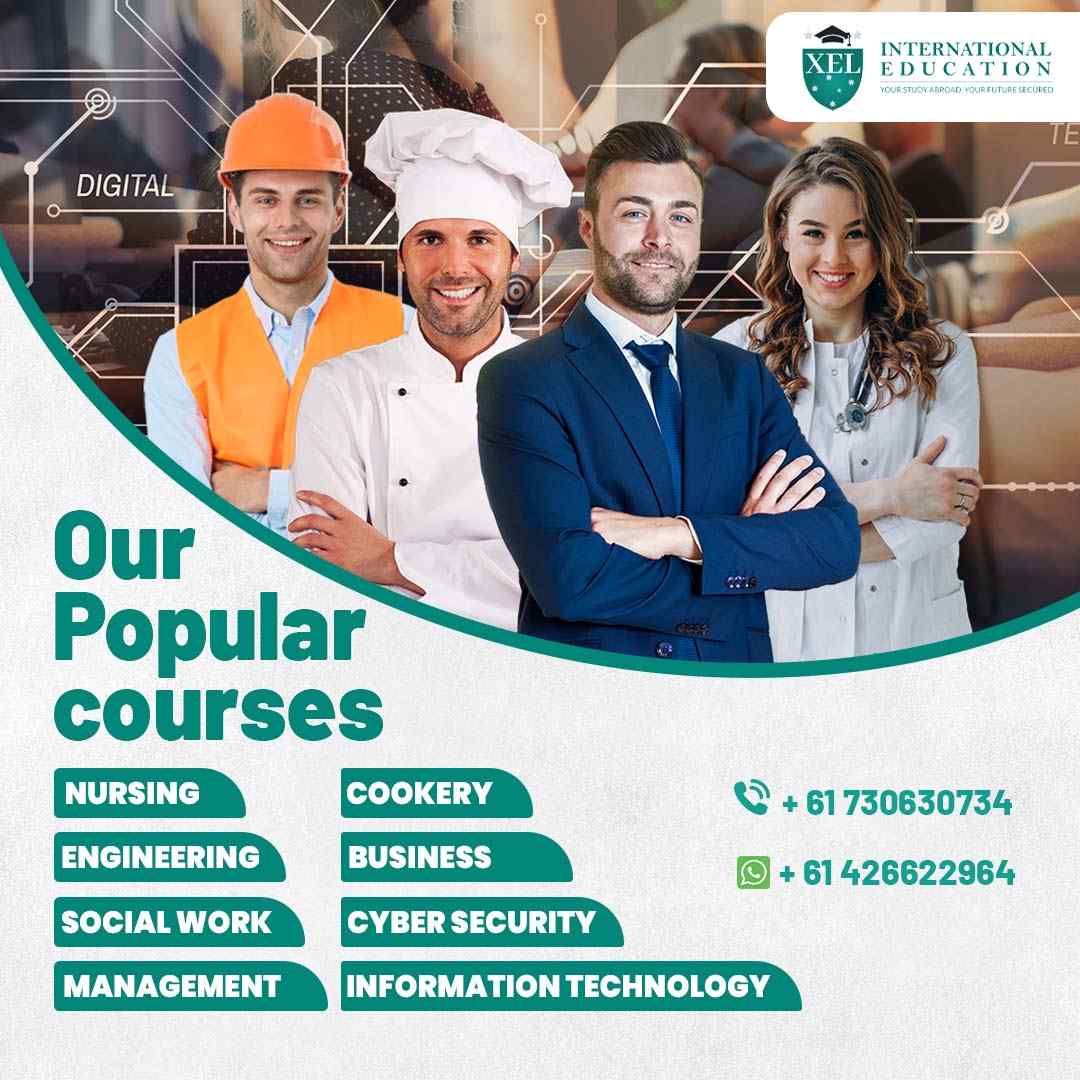 XEL
INTERNATIONAL
EDUCATION
YOUR STUDY ABROAD, YOUR FUTURE SECURED
DIGITAL
TE
Our
Popular
courses
NURSING
COOKERY
ENGINEERING
BUSINESS
SOCIAL WORK
CYBER SECURITY
MANAGEMENT
INFORMATION TECHNOLOGY
+ 61 730630734
+ 61 426622964